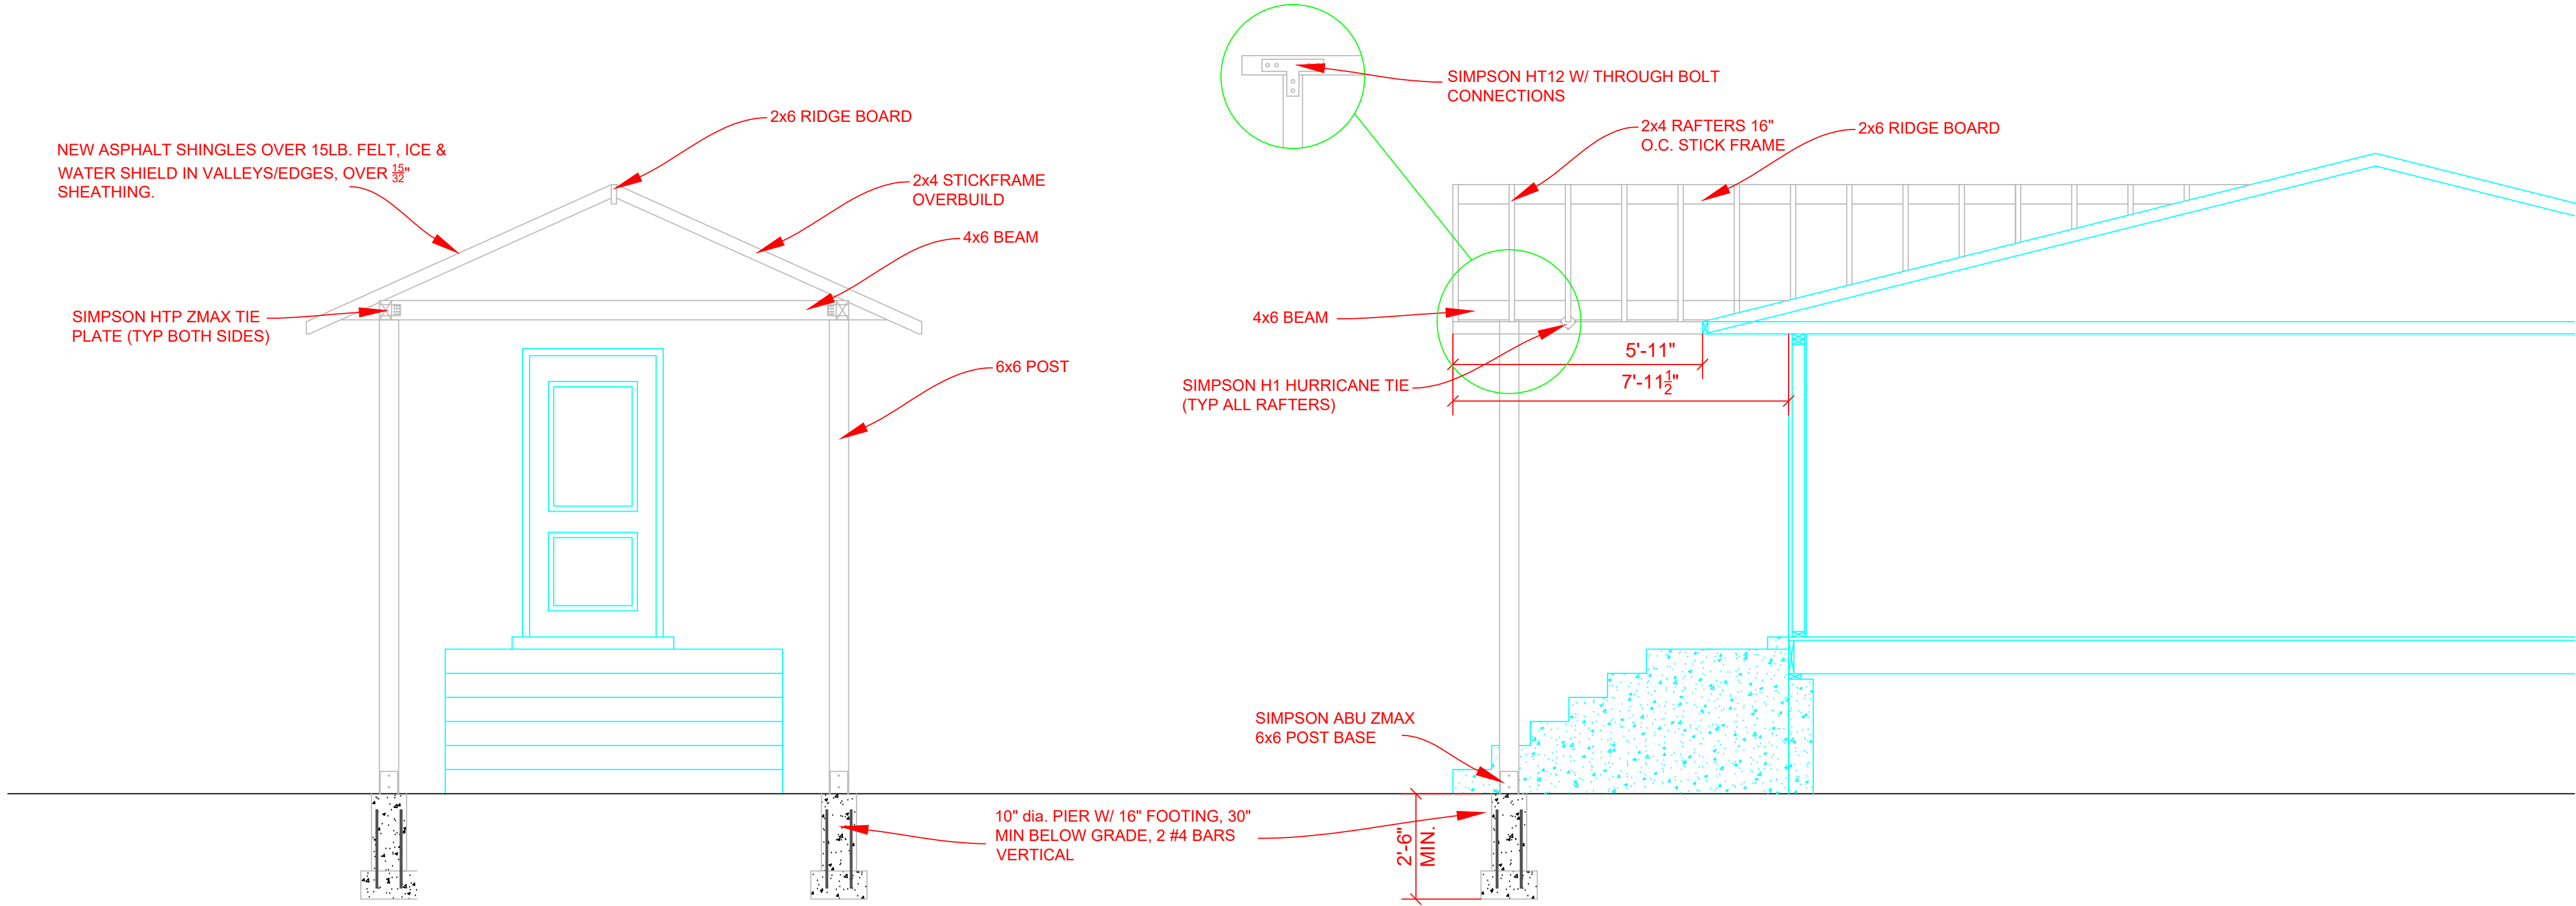 NEW ASPHALT SHINGLES OVER 15LB. FELT, ICE &
WATER SHIELD IN VALLEYS/EDGES, OVER 15/32"
SHEATHING.
2x6 RIDGE BOARD
2x4 STICKFRAME
OVERBUILD
4x6 BEAM
SIMPSON HTP ZMAX TIE
PLATE (TYP BOTH SIDES)
6x6 POST
10" dia. PIER W/ 16" FOOTING, 30"
MIN BELOW GRADE, 2 #4 BARS
VERTICAL
SIMPSON HT12 W/ THROUGH BOLT
CONNECTIONS
2x4 RAFTERS 16"
O.C. STICK FRAME
2x6 RIDGE BOARD
4x6 BEAM
5'-11"
7'-11 1/2"
SIMPSON H1 HURRICANE TIE
(TYP ALL RAFTERS)
SIMPSON ABU ZMAX
6x6 POST BASE
2'-6"
MIN.